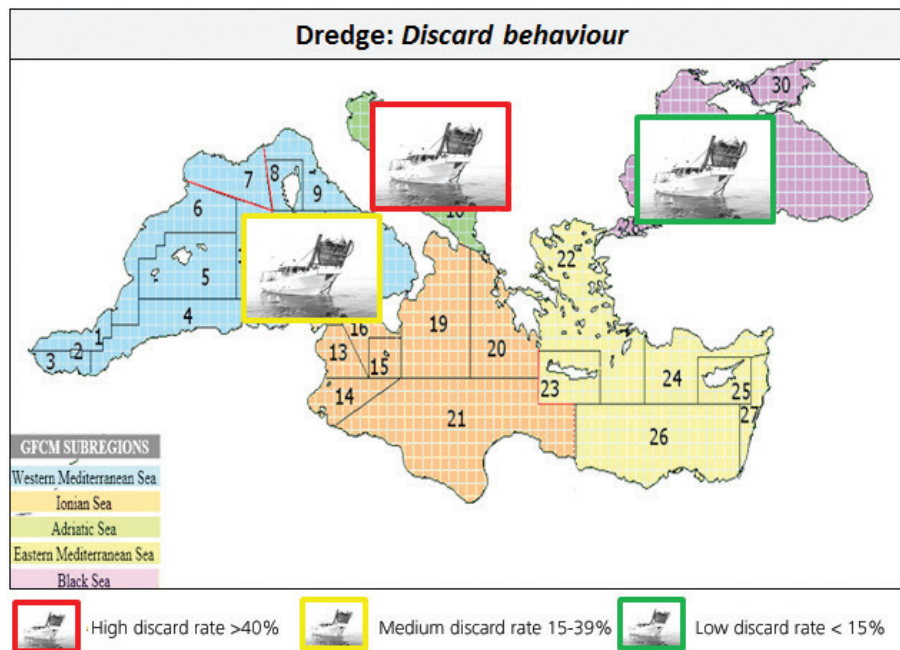 Dredge: Discard behaviour
30
8
7
9
6
5
4
1
2
3
22
16
19
13
20
15
14
23
24
25
27
21
26
GFCM SUBREGIONS
Western Mediterranean Sea
Ionian Sea
Adriatic Sea
Eastern Mediterranean Sea
Black Sea
High discard rate >40%
Medium discard rate 15-39%
Low discard rate < 15%